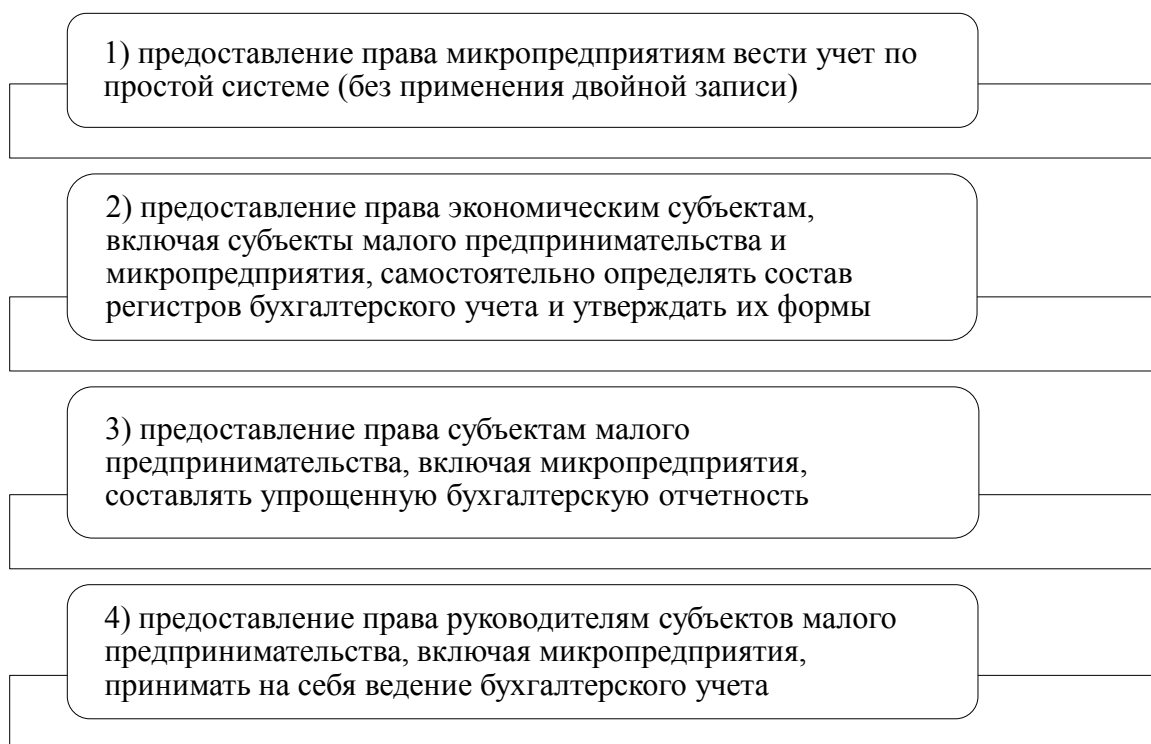 1) предоставление права микропредприятиям вести учет по
простой системе (без применения двойной записи)
2) предоставление права экономическим субъектам,
включая субъекты малого предпринимательства и
микропредприятия, самостоятельно определять состав
регистров бухгалтерского учета и утверждать их формы
3) предоставление права субъектам малого
предпринимательства, включая микропредприятия,
составлять упрощенную бухгалтерскую отчетность
4) предоставление права руководителям субъектов малого
предпринимательства, включая микропредприятия,
принимать на себя ведение бухгалтерского учета